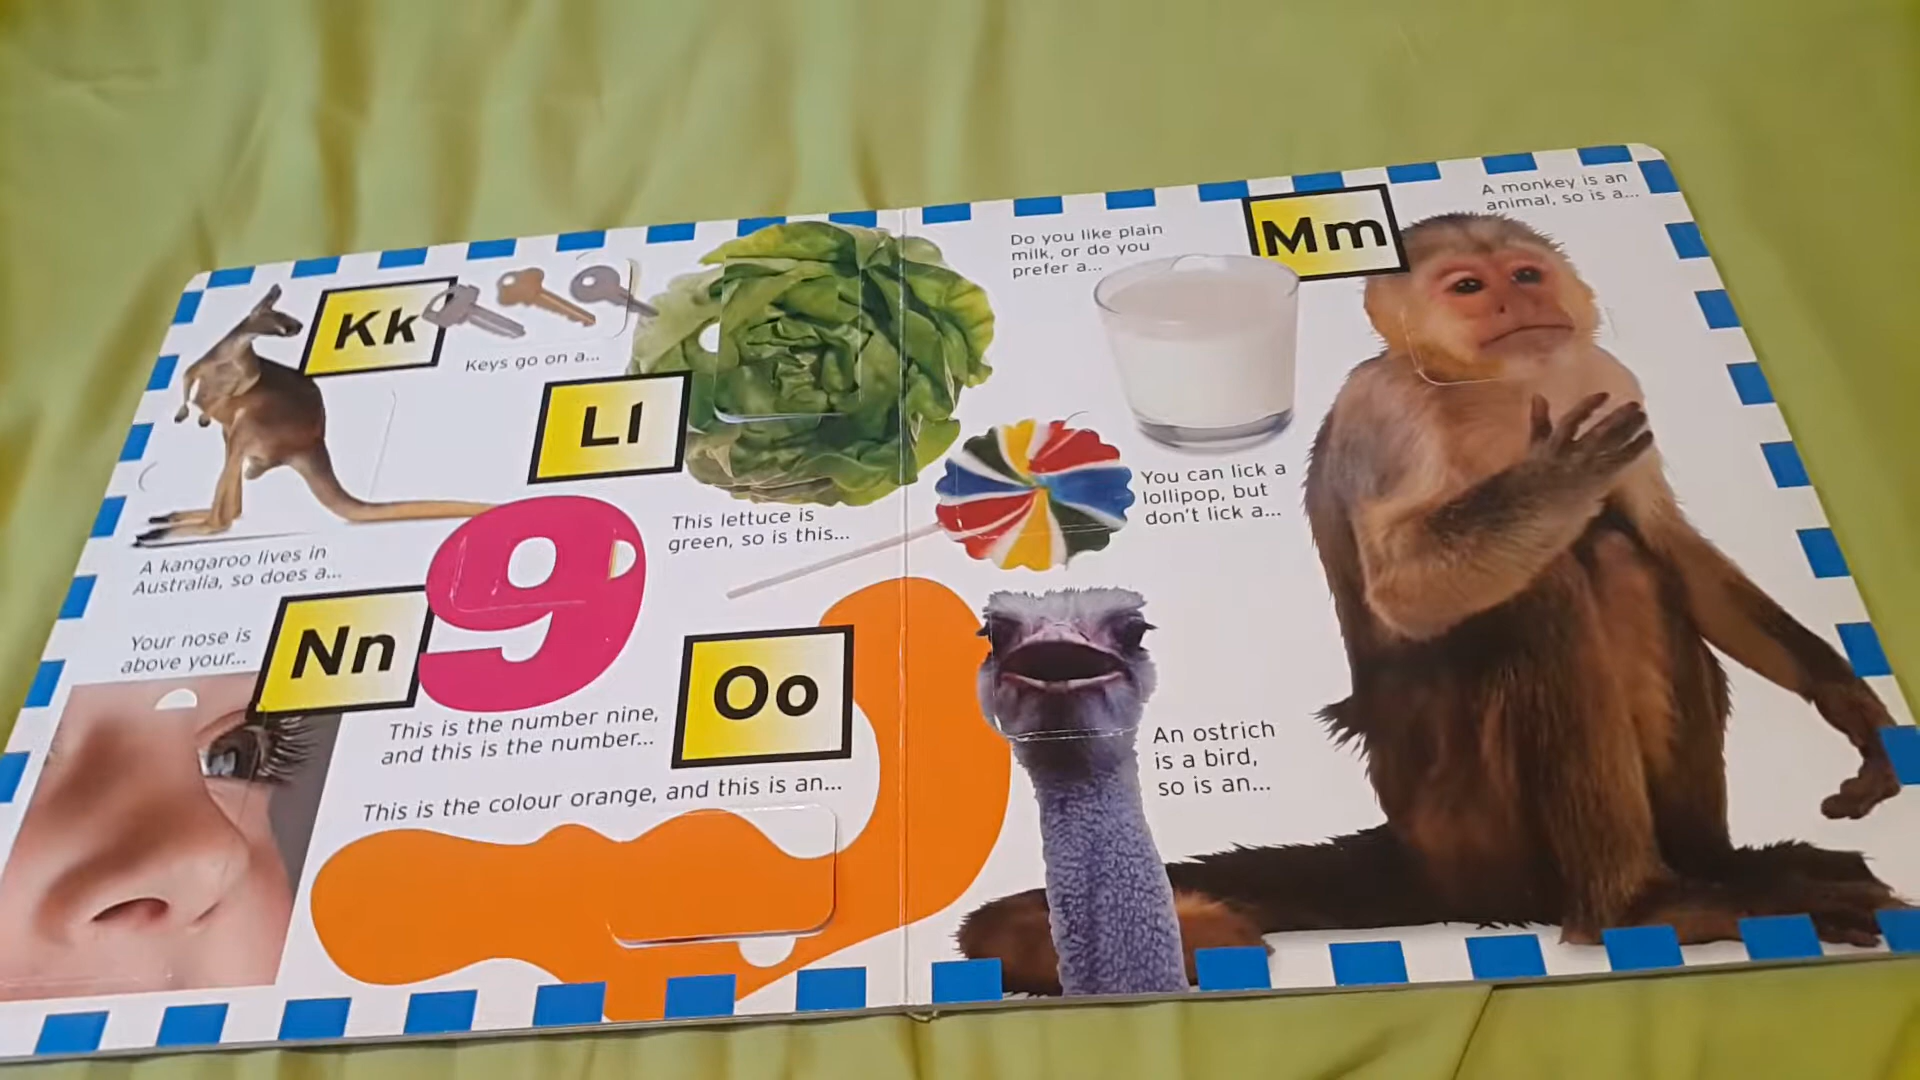 Kk
Keys go on a...
A kangaroo lives in
Australia, so does a...
Ll
This lettuce is
green, so is this...
Your nose is
above your...
Nn
9
This is the number nine,
and this is the number...
Oo
This is the colour orange, and this is an...
Do you like plain
milk, or do you
prefer a...
Mm
A monkey is an
animal, so is a...
You can lick a
lollipop, but
don't lick a...
An ostrich
is a bird,
so is an...